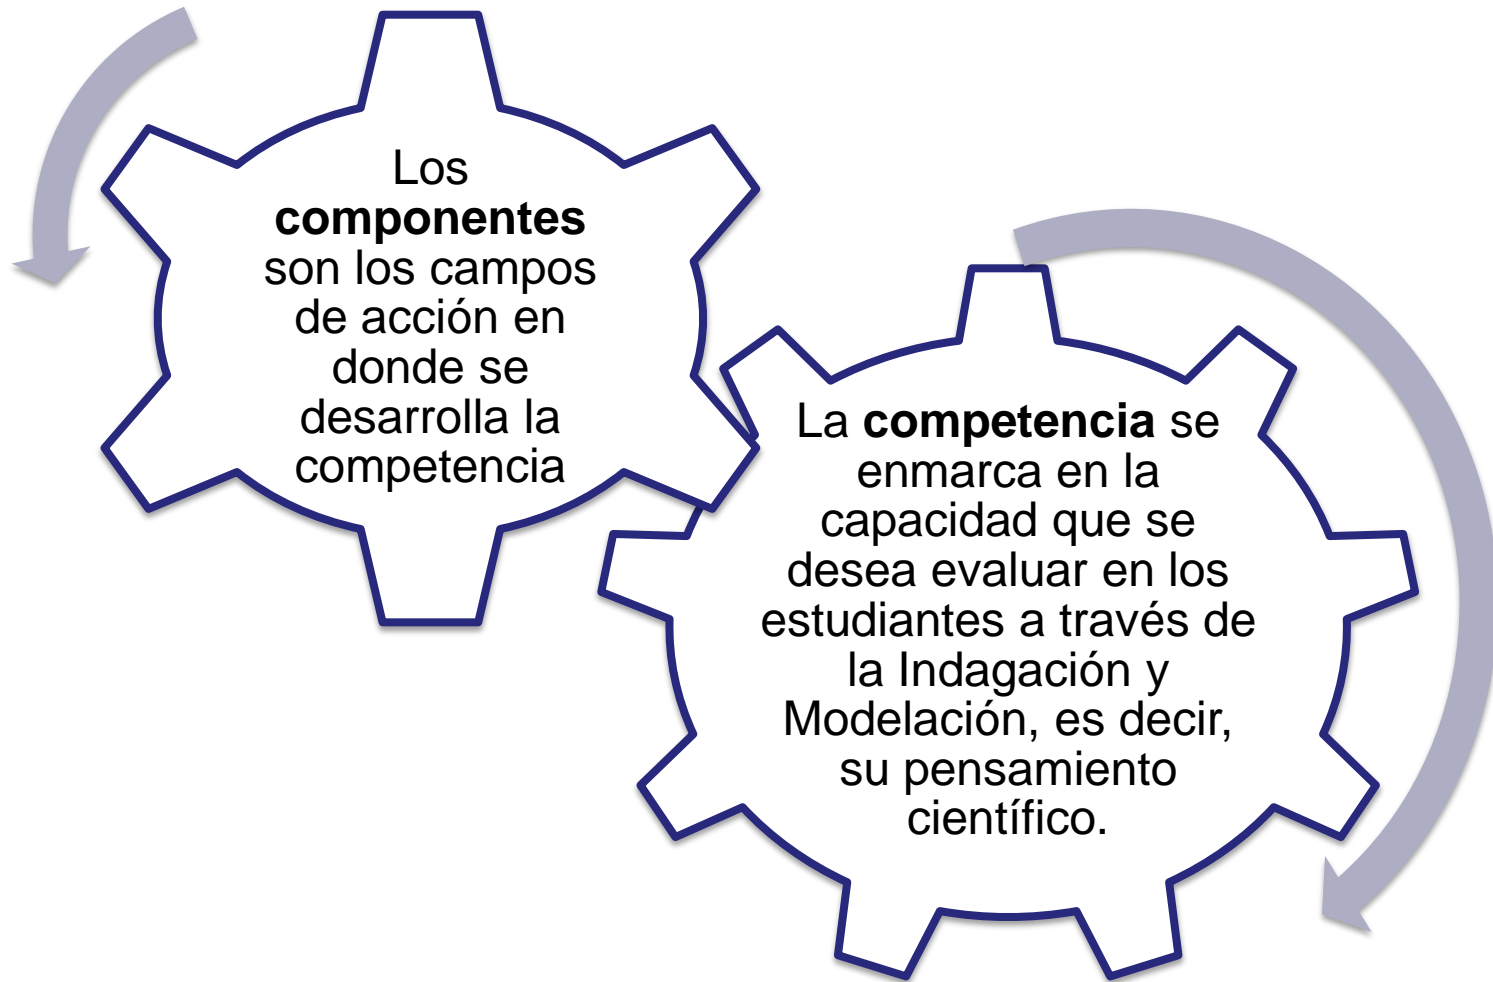 Los
componentes
son los campos
de acción en
donde se
desarrolla la
competencia
La competencia se
enmarca en la
capacidad que se
desea evaluar en los
estudiantes a través de
la Indagación y
Modelación, es decir,
su pensamiento
científico.